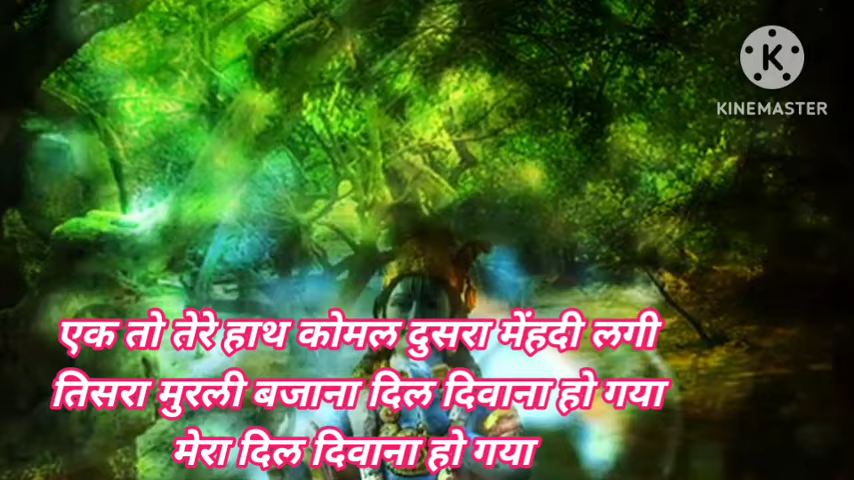 KINEMASTER
एक तो तेरे हाथ कोमल दुसरा मेंहदी लगी
तिसरा मुरली बजाना दिल दिवाना हो गया
मेरा दिल दिवाना हो गया